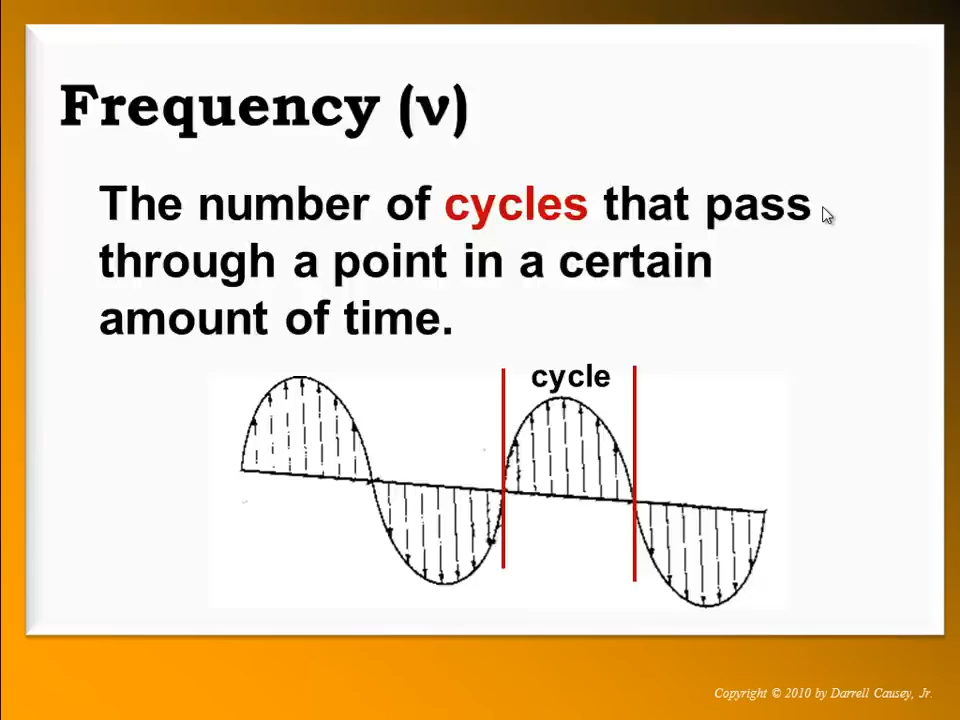 Frequency (ν)
The number of cycles that pass
through a point in a certain
amount of time.
cycle
Copyright © 2010 by Darrell Causey, Jr.